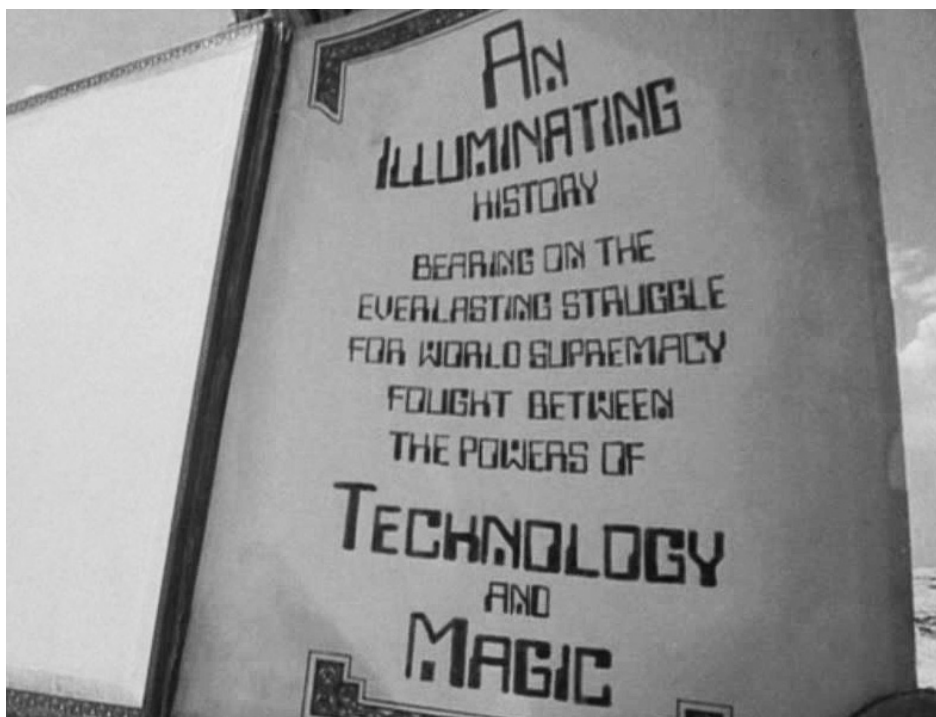 An
Illuminating
History
Bearing on the
Everlasting Struggle
for World Supremacy
Fought Between
the Powers of
Technology
and
Magic